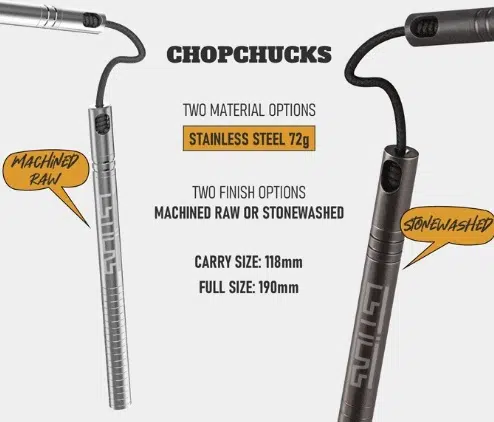 CHOPCHUCKS
TWO MATERIAL OPTIONS
STAINLESS STEEL 72g
MACHINED
RAW
TWO FINISH OPTIONS
MACHINED RAW OR STONEWASHED
STONEWASHED
CARRY SIZE: 118mm
FULL SIZE: 190mm